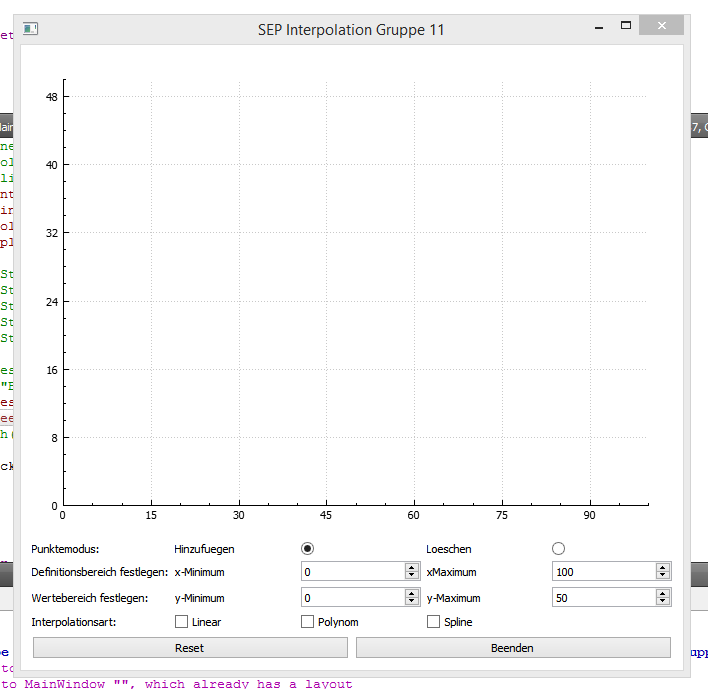 SEP Interpolation Gruppe 11
et
48
40
32
24
16
8
0
0 15 30 45 60 75 90
Punktemodus: Hinzufuegen Loeschen
Definitionsbereich festlegen: x-Minimum 0 xMaximum 100
Wertebereich festlegen: y-Minimum 0 y-Maximum 50
Interpolationsart: Linear Polynom Spline
Reset Beenden
to MainWindow "", which already has a layout